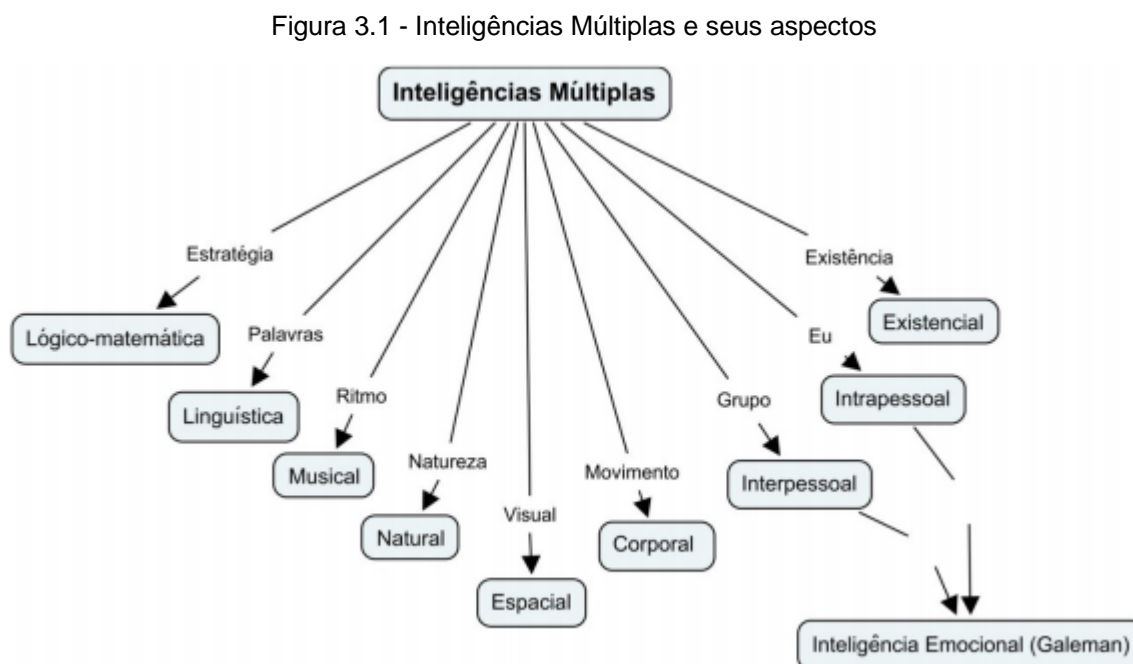 Figura 3.1 - Inteligências Múltiplas e seus aspectos
Inteligências Múltiplas
Estratégia
Existência
Lógico-matemática
Palavras
Eu
Existencial
Linguística
Ritmo
Grupo
Intrapessoal
Musical
Natureza
Movimento
Interpessoal
Natural
Visual
Corporal
Espacial
Inteligência Emocional (Galeman)